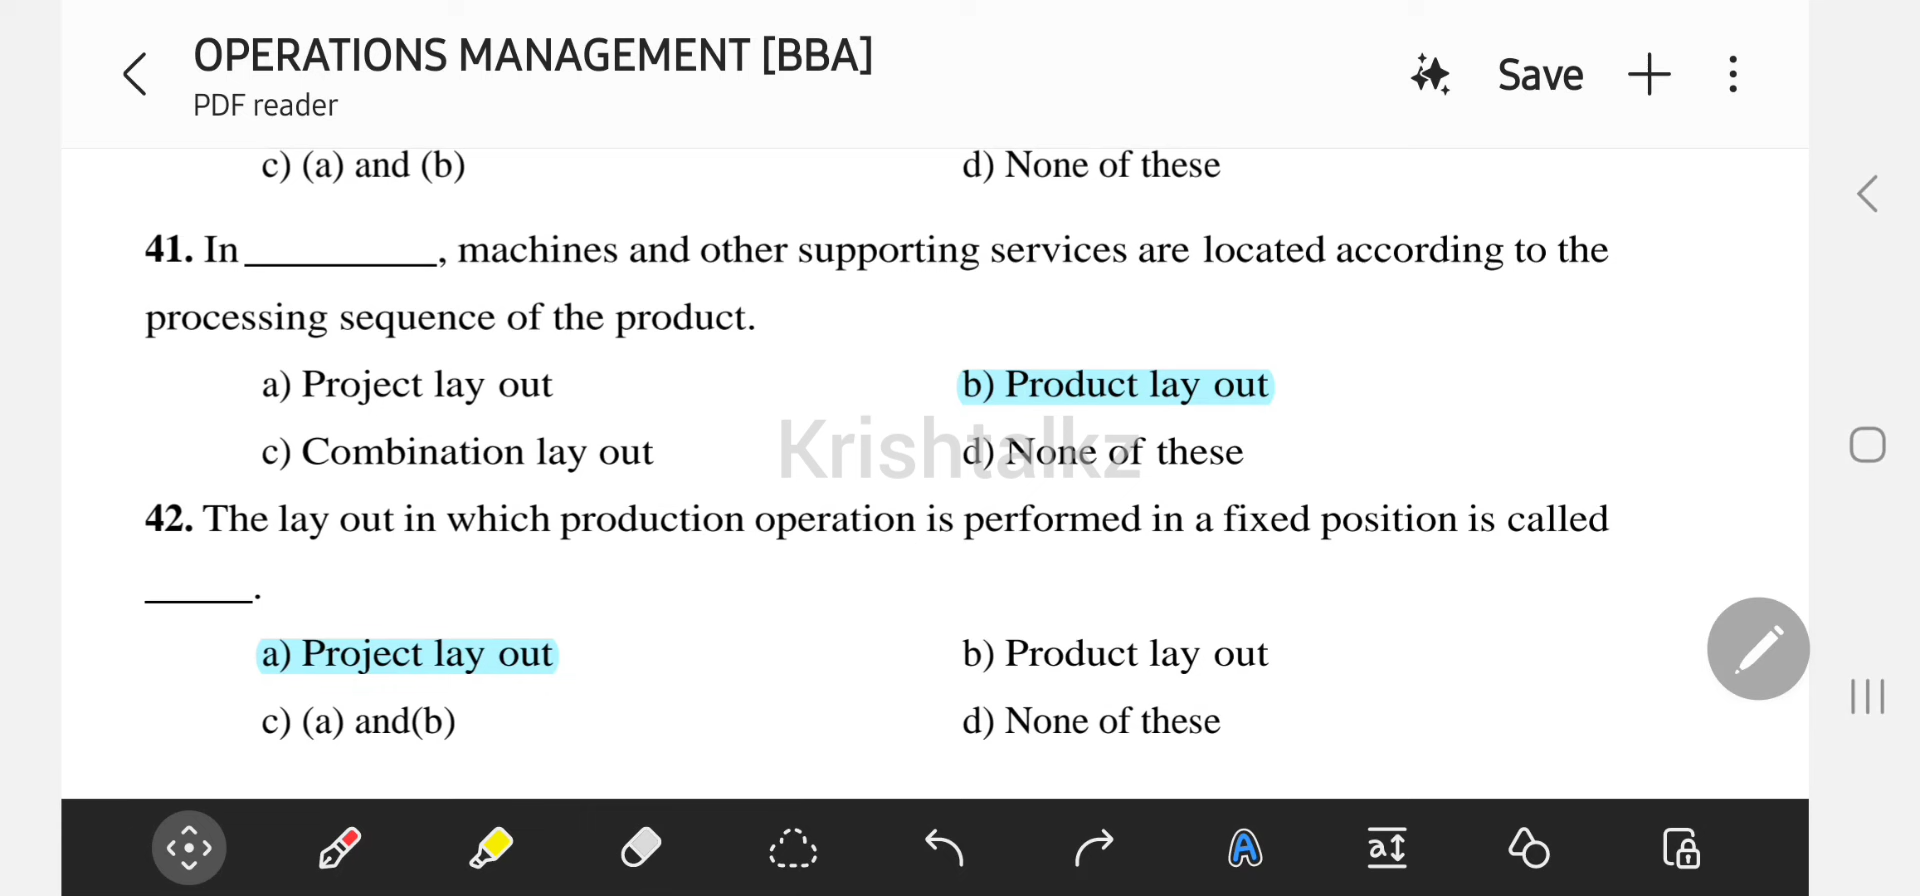 OPERATIONS MANAGEMENT [BBA]
PDF reader
Save
c) (a) and (b) d) None of these
41. In__________, machines and other supporting services are located according to the
processing sequence of the product.
a) Project lay out b) Product lay out
c) Combination lay out d) None of these
Krishtalkz
42. The lay out in which production operation is performed in a fixed position is called
_____.
a) Project lay out b) Product lay out
c) (a) and(b) d) None of these
A a